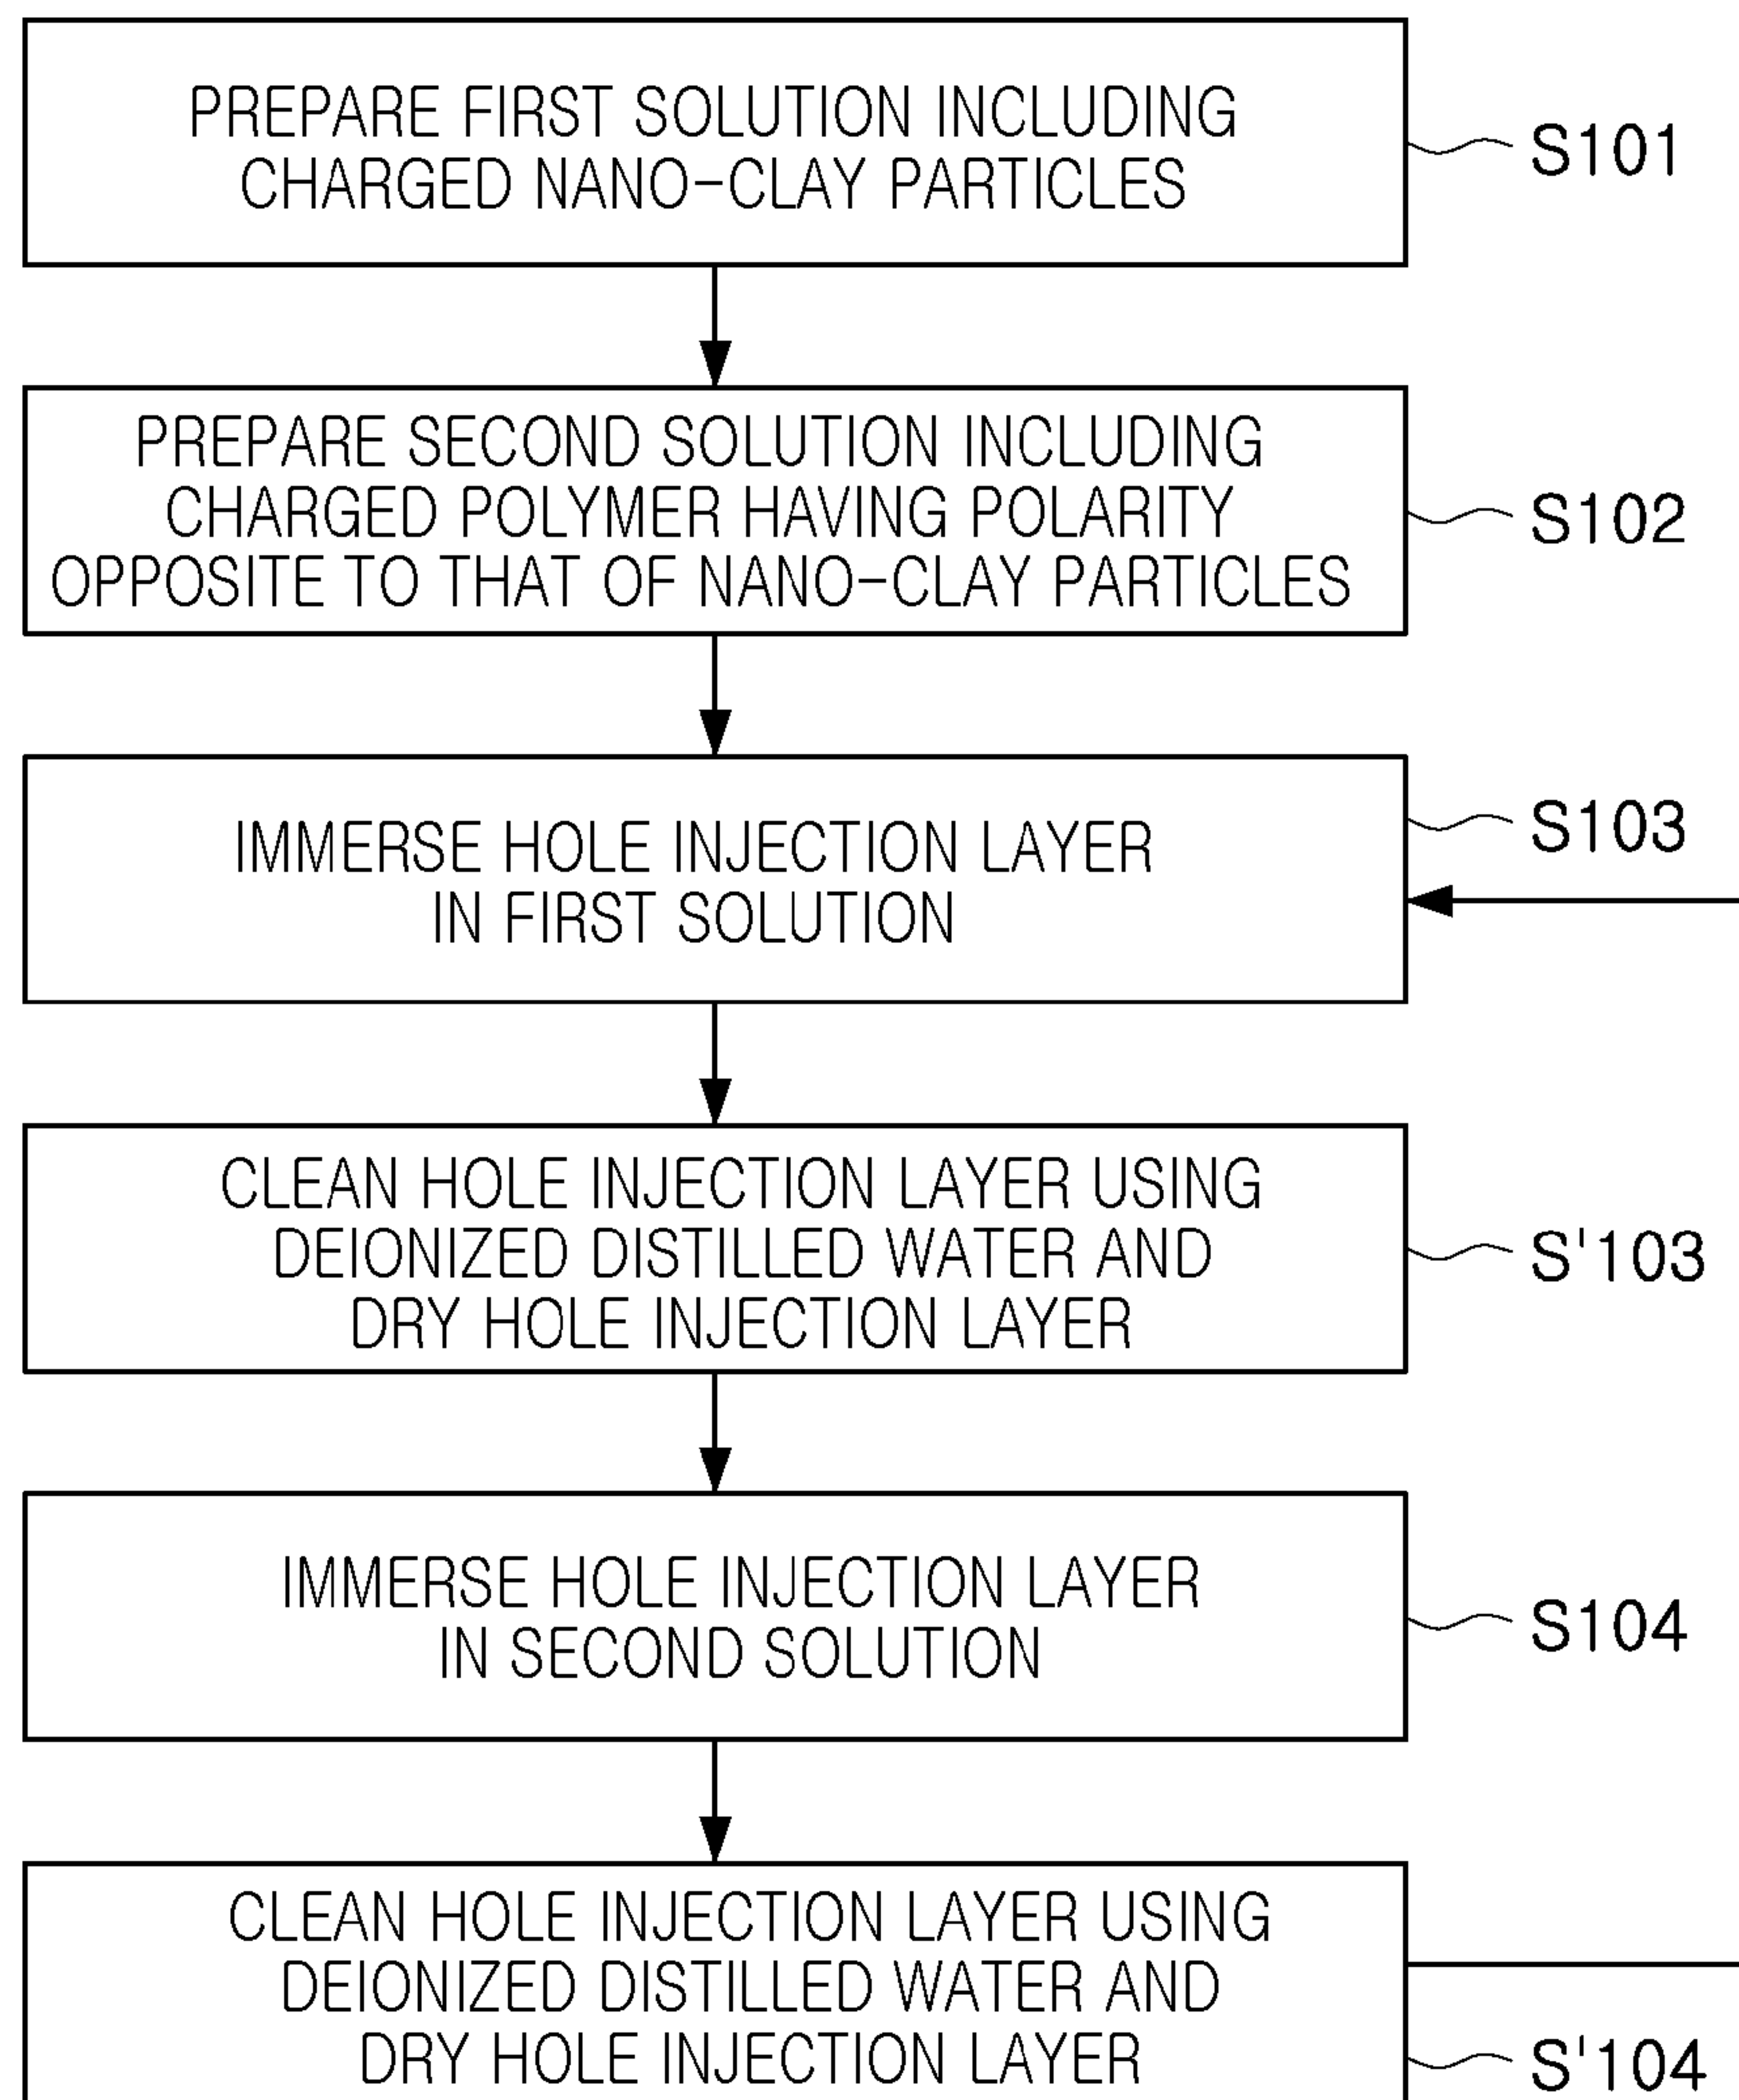 PREPARE FIRST SOLUTION INCLUDING
CHARGED NANO-CLAY PARTICLES
S101
PREPARE SECOND SOLUTION INCLUDING
CHARGED POLYMER HAVING POLARITY
OPPOSITE TO THAT OF NANO-CLAY PARTICLES
S102
IMMERSE HOLE INJECTION LAYER
IN FIRST SOLUTION
S103
CLEAN HOLE INJECTION LAYER USING
DEIONIZED DISTILLED WATER AND
DRY HOLE INJECTION LAYER
S'103
IMMERSE HOLE INJECTION LAYER
IN SECOND SOLUTION
S104
CLEAN HOLE INJECTION LAYER USING
DEIONIZED DISTILLED WATER AND
DRY HOLE INJECTION LAYER
S'104